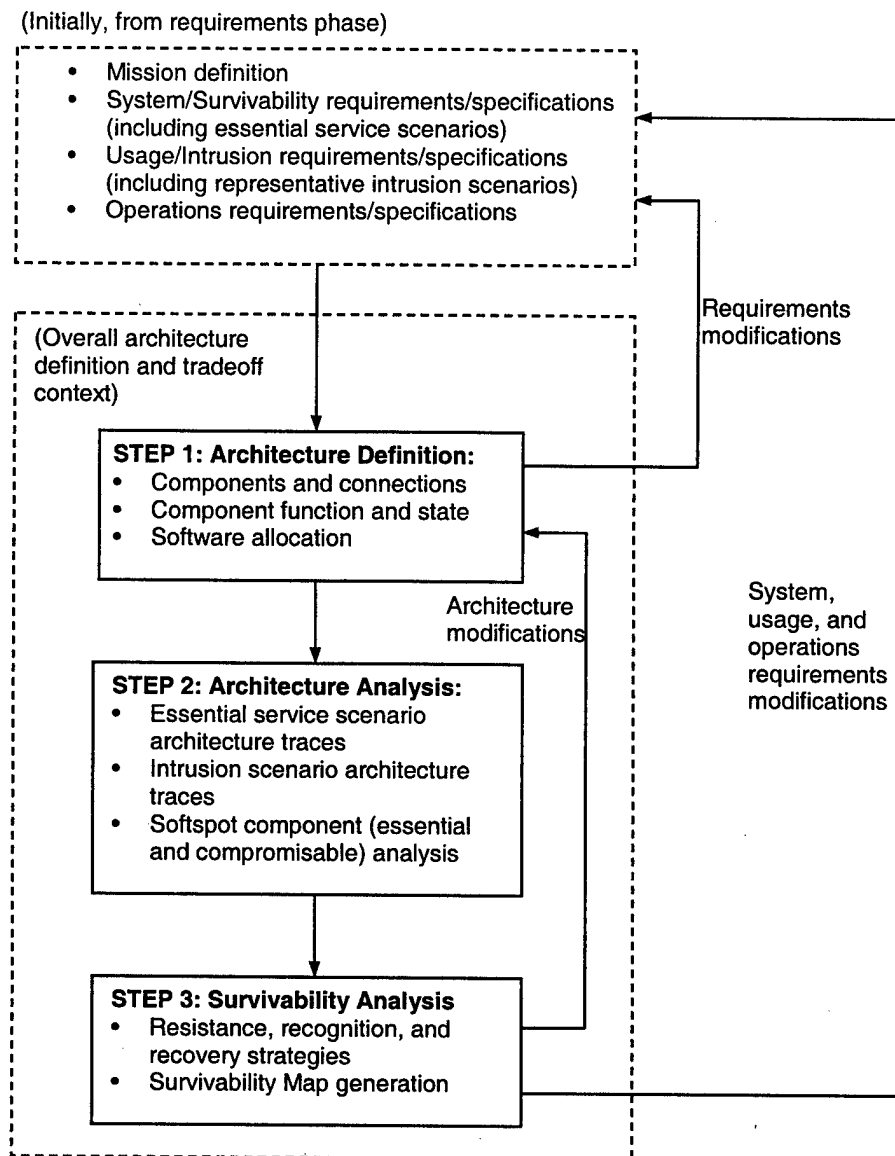 (Initially, from requirements phase)
• Mission definition
• System/Survivability requirements/specifications
(including essential service scenarios)
• Usage/Intrusion requirements/specifications
(including representative intrusion scenarios)
• Operations requirements/specifications
Requirements
modifications
(Overall architecture
definition and tradeoff
context)
STEP 1: Architecture Definition:
• Components and connections
• Component function and state
• Software allocation
Architecture
modifications
System,
usage, and
operations
requirements
modifications
STEP 2: Architecture Analysis:
• Essential service scenario
architecture traces
• Intrusion scenario architecture
traces
• Softspot component (essential
and compromisable) analysis
STEP 3: Survivability Analysis
• Resistance, recognition, and
recovery strategies
• Survivability Map generation